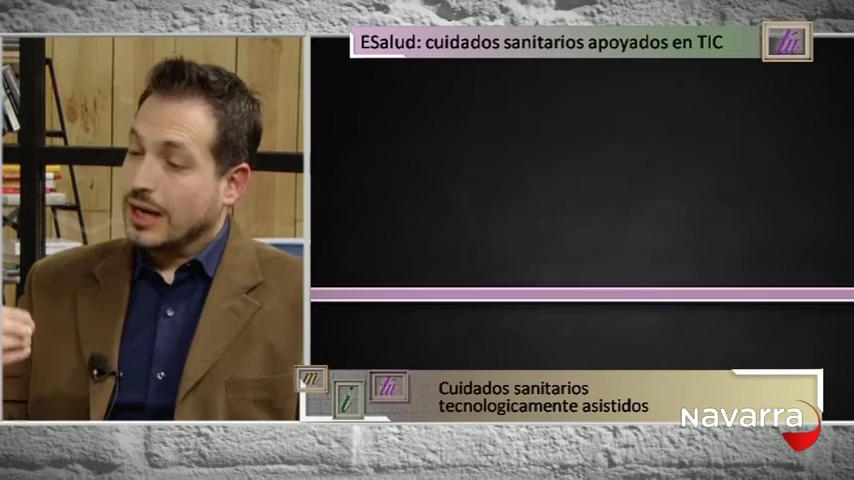 ESalud: cuidados sanitarios apoyados en TIC
tú
m
i
tú
Cuidados sanitarios
tecnologicamente asistidos
NAVARRA